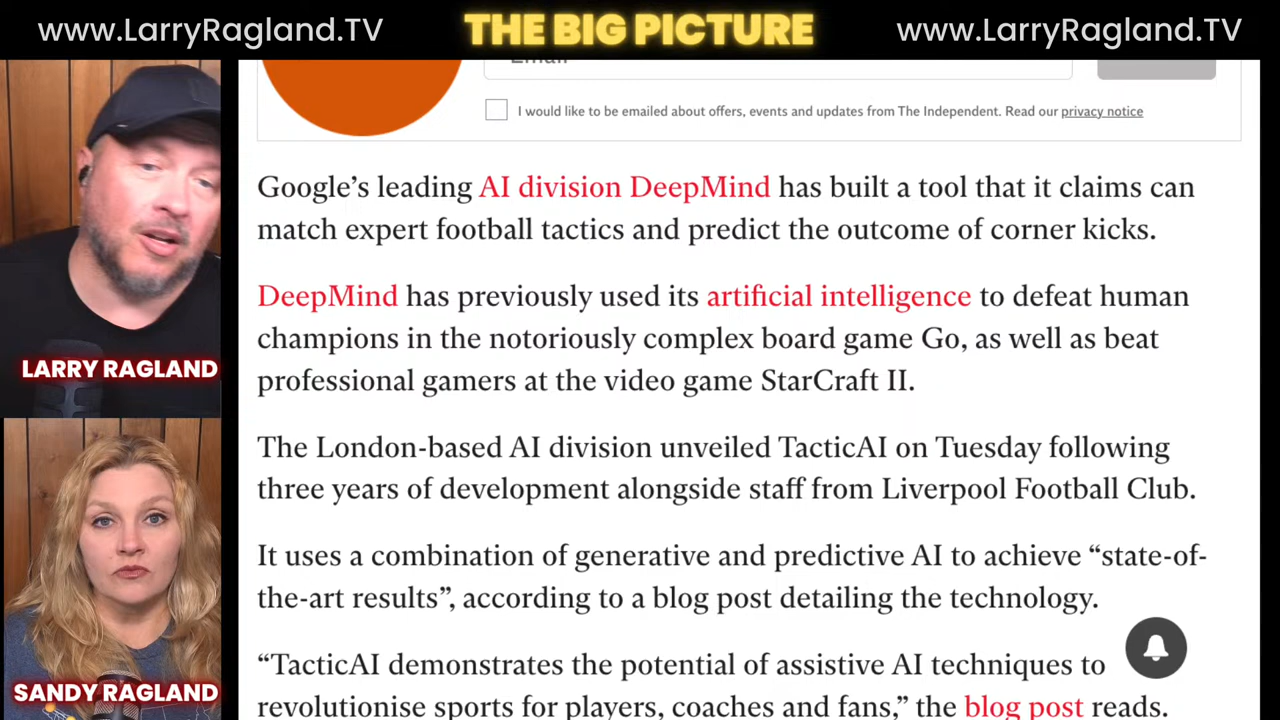 www.LarryRagland.TV
THE BIG PICTURE
www.LarryRagland.TV
I would like to be emailed about offers, events and updates from The Independent. Read our privacy notice
Google’s leading AI division DeepMind has built a tool that it claims can
match expert football tactics and predict the outcome of corner kicks.
DeepMind has previously used its artificial intelligence to defeat human
champions in the notoriously complex board game Go, as well as beat
professional gamers at the video game StarCraft II.
The London-based AI division unveiled TacticAI on Tuesday following
three years of development alongside staff from Liverpool Football Club.
It uses a combination of generative and predictive AI to achieve “state-of-
the-art results”, according to a blog post detailing the technology.
“TacticAI demonstrates the potential of assistive AI techniques to
revolutionise sports for players, coaches and fans,” the blog post reads.
LARRY RAGLAND
SANDY RAGLAND